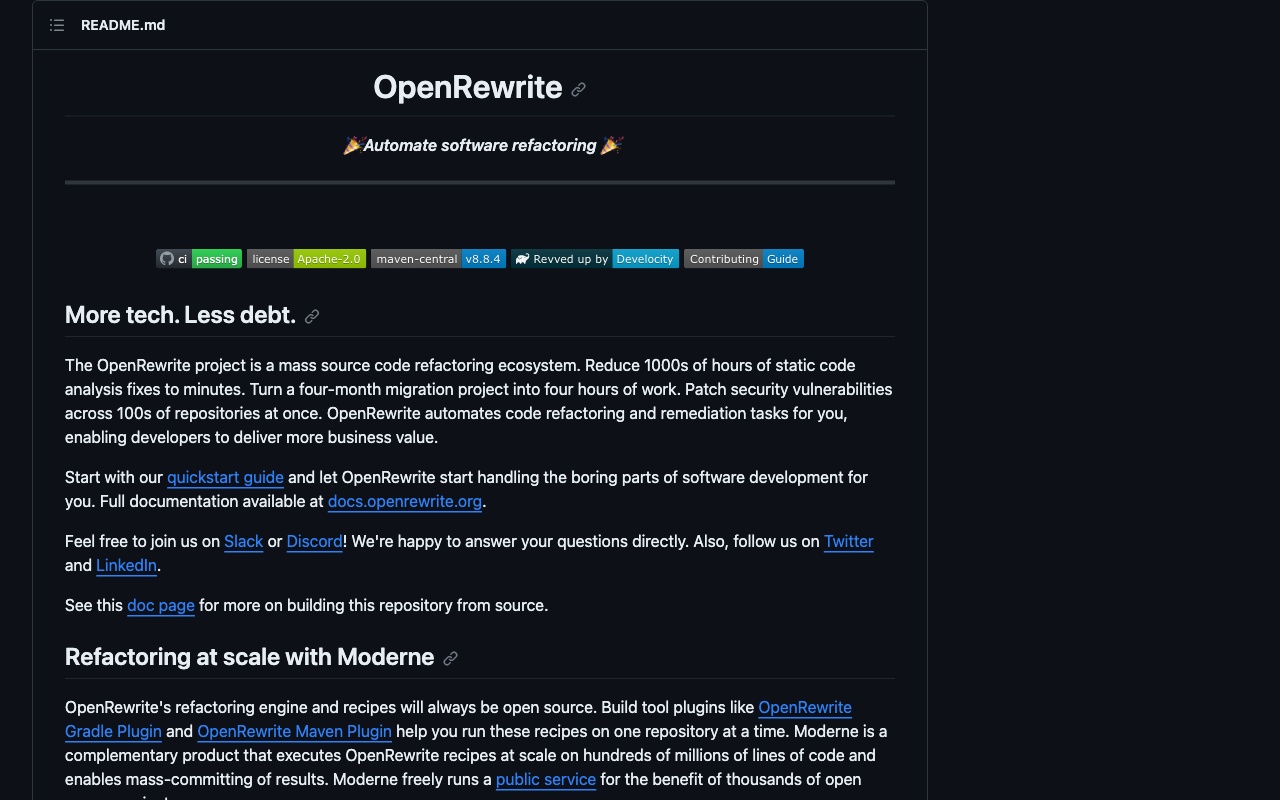 README.md
OpenRewrite
🎉Automate software refactoring 🎉
ci passing license Apache-2.0 maven-central v8.8.4 Revved up by Develocity Contributing Guide
More tech. Less debt.
The OpenRewrite project is a mass source code refactoring ecosystem. Reduce 1000s of hours of static code
analysis fixes to minutes. Turn a four-month migration project into four hours of work. Patch security vulnerabilities
across 100s of repositories at once. OpenRewrite automates code refactoring and remediation tasks for you,
enabling developers to deliver more business value.
Start with our quickstart guide and let OpenRewrite start handling the boring parts of software development for
you. Full documentation available at docs.openrewrite.org.
Feel free to join us on Slack or Discord! We're happy to answer your questions directly. Also, follow us on Twitter
and LinkedIn.
See this doc page for more on building this repository from source.
Refactoring at scale with Moderne
OpenRewrite's refactoring engine and recipes will always be open source. Build tool plugins like OpenRewrite
Gradle Plugin and OpenRewrite Maven Plugin help you run these recipes on one repository at a time. Moderne is a
complementary product that executes OpenRewrite recipes at scale on hundreds of millions of lines of code and
enables mass-committing of results. Moderne freely runs a public service for the benefit of thousands of open